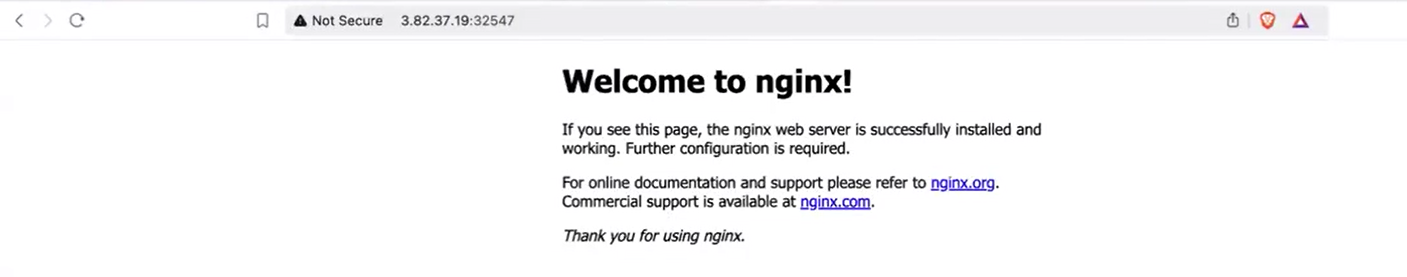 Not Secure 3.82.37.19:32547
Welcome to nginx!
If you see this page, the nginx web server is successfully installed and
working. Further configuration is required.
For online documentation and support please refer to nginx.org.
Commercial support is available at nginx.com.
Thank you for using nginx.